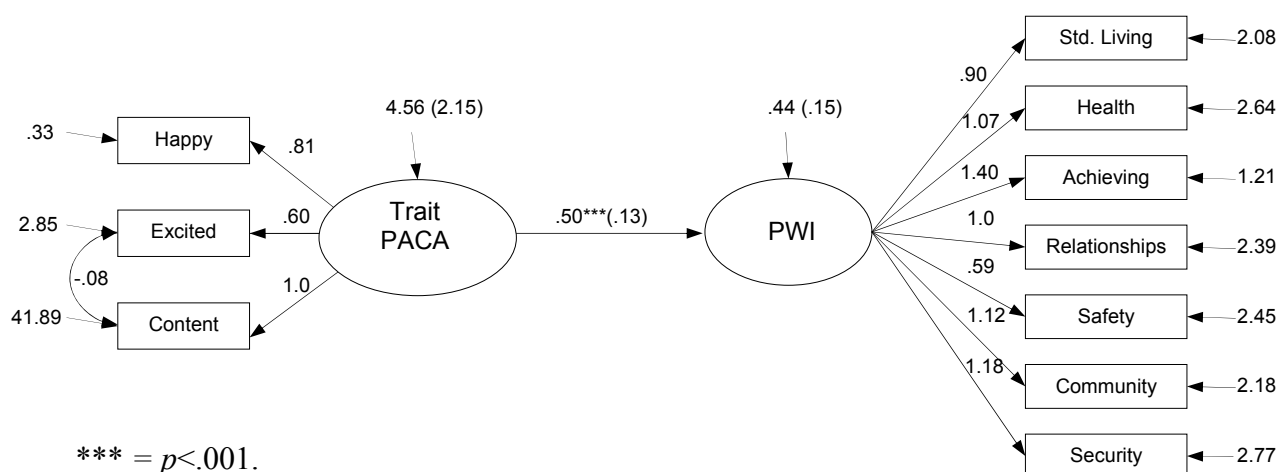 Std. Living
2.08
.90
4.56 (2.15)
.44 (.15)
Health
2.64
1.07
.33
Happy
.81
1.40
Achieving
1.21
Trait
PACA
.50***(.13)
PWI
2.85
Excited
.60
1.0
Relationships
2.39
-.08
1.0
.59
Safety
2.45
41.89
Content
1.12
1.18
Community
2.18
Security
2.77
*** = p<.001.